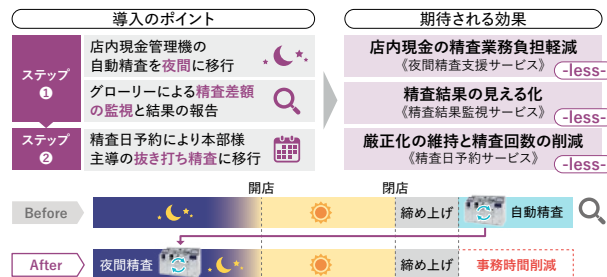 導入のポイント
期待される効果
ステップ
❶
店内現金管理機の
自動精査を夜間に移行
グローリーによる精査差額
の監視と結果の報告
ステップ
❷
精査日予約により本部様
主導の抜き打ち精査に移行
店内現金の精査業務負担軽減
《夜間精査支援サービス》
-less-
精査結果の見える化
《精査結果監視サービス》
-less-
厳正化の維持と精査回数の削減
《精査日予約サービス》
-less-
開店
閉店
Before
締め上げ
自動精査
After
夜間精査
締め上げ
事務時間削減